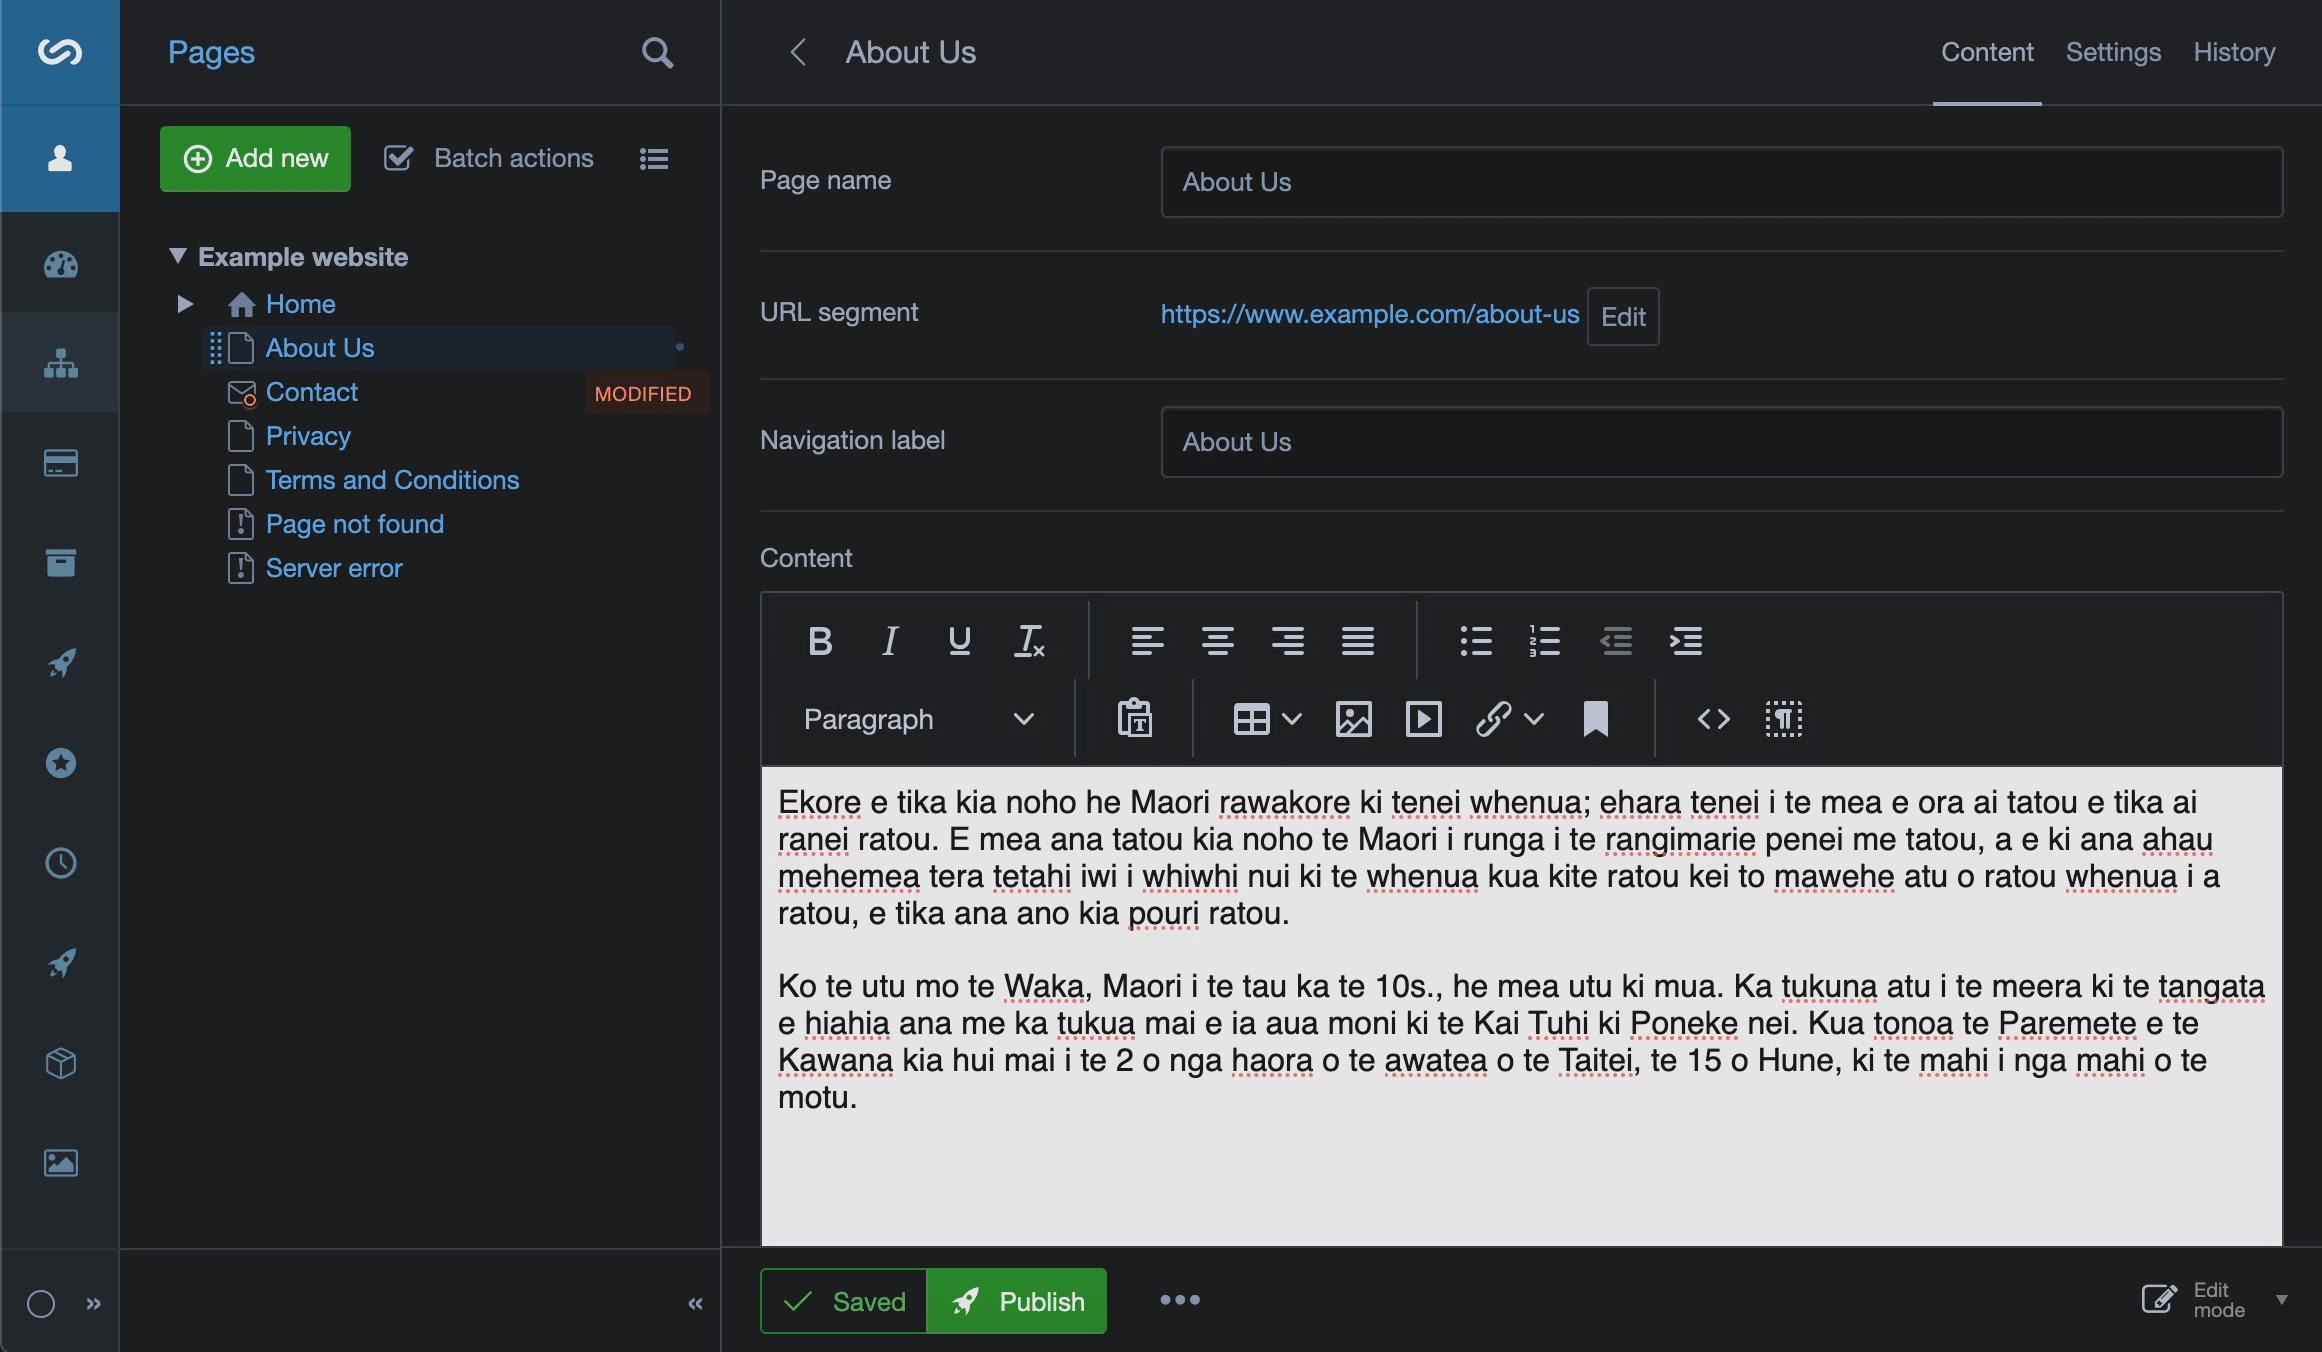 Pages
About Us
Content
Settings
History
Add new
Batch actions
Example website
Home
About Us
Contact
MODIFIED
Privacy
Terms and Conditions
Page not found
Server error
Page name
About Us
URL segment
https://www.example.com/about-us
Edit
Navigation label
About Us
Content
Paragraph
Ekore e tika kia noho he Maori rawakore ki tenei whenua; ehara tenei i te mea e ora ai tatou e tika ai
ranei ratou. E mea ana tatou kia noho te Maori i runga i te rangimarie penei me tatou, a e ki ana ahau
mehemea tera tetahi iwi i whiwhi nui ki te whenua kua kite ratou kei to mawehe atu o ratou whenua i a
ratou, e tika ana ano kia pouri ratou.
Ko te utu mo te Waka, Maori i te tau ka te 10s., he mea utu ki mua. Ka tukuna atu i te meera ki te tangata
e hiahia ana me ka tukua mai e ia aua moni ki te Kai Tuhi ki Poneke nei. Kua tonoa te Paremete e te
Kawana kia hui mai i te 2 o nga haora o te awatea o te Taitei, te 15 o Hune, ki te mahi i nga mahi o te
motu.
Saved
Publish
Edit
mode